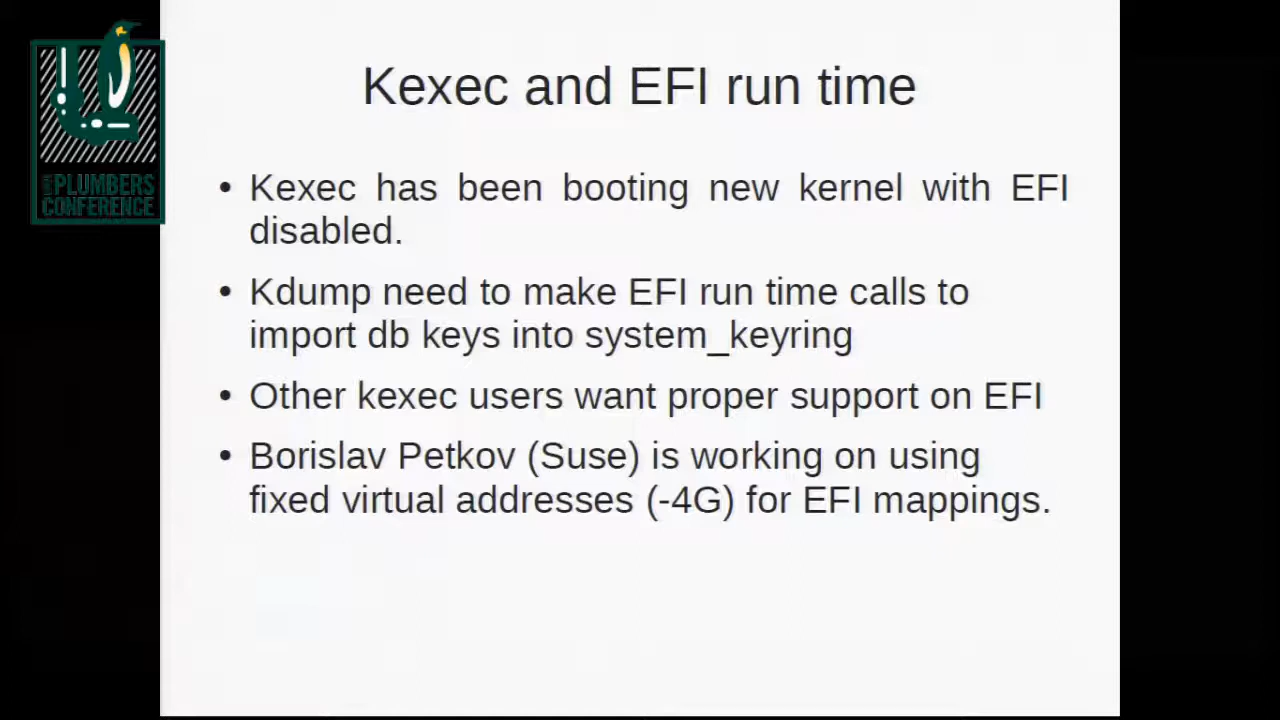 Kexec and EFI run time
PLUMBERS
CONFERENCE
• Kexec has been booting new kernel with EFI
disabled.
• Kdump need to make EFI run time calls to
import db keys into system_keyring
• Other kexec users want proper support on EFI
• Borislav Petkov (Suse) is working on using
fixed virtual addresses (-4G) for EFI mappings.